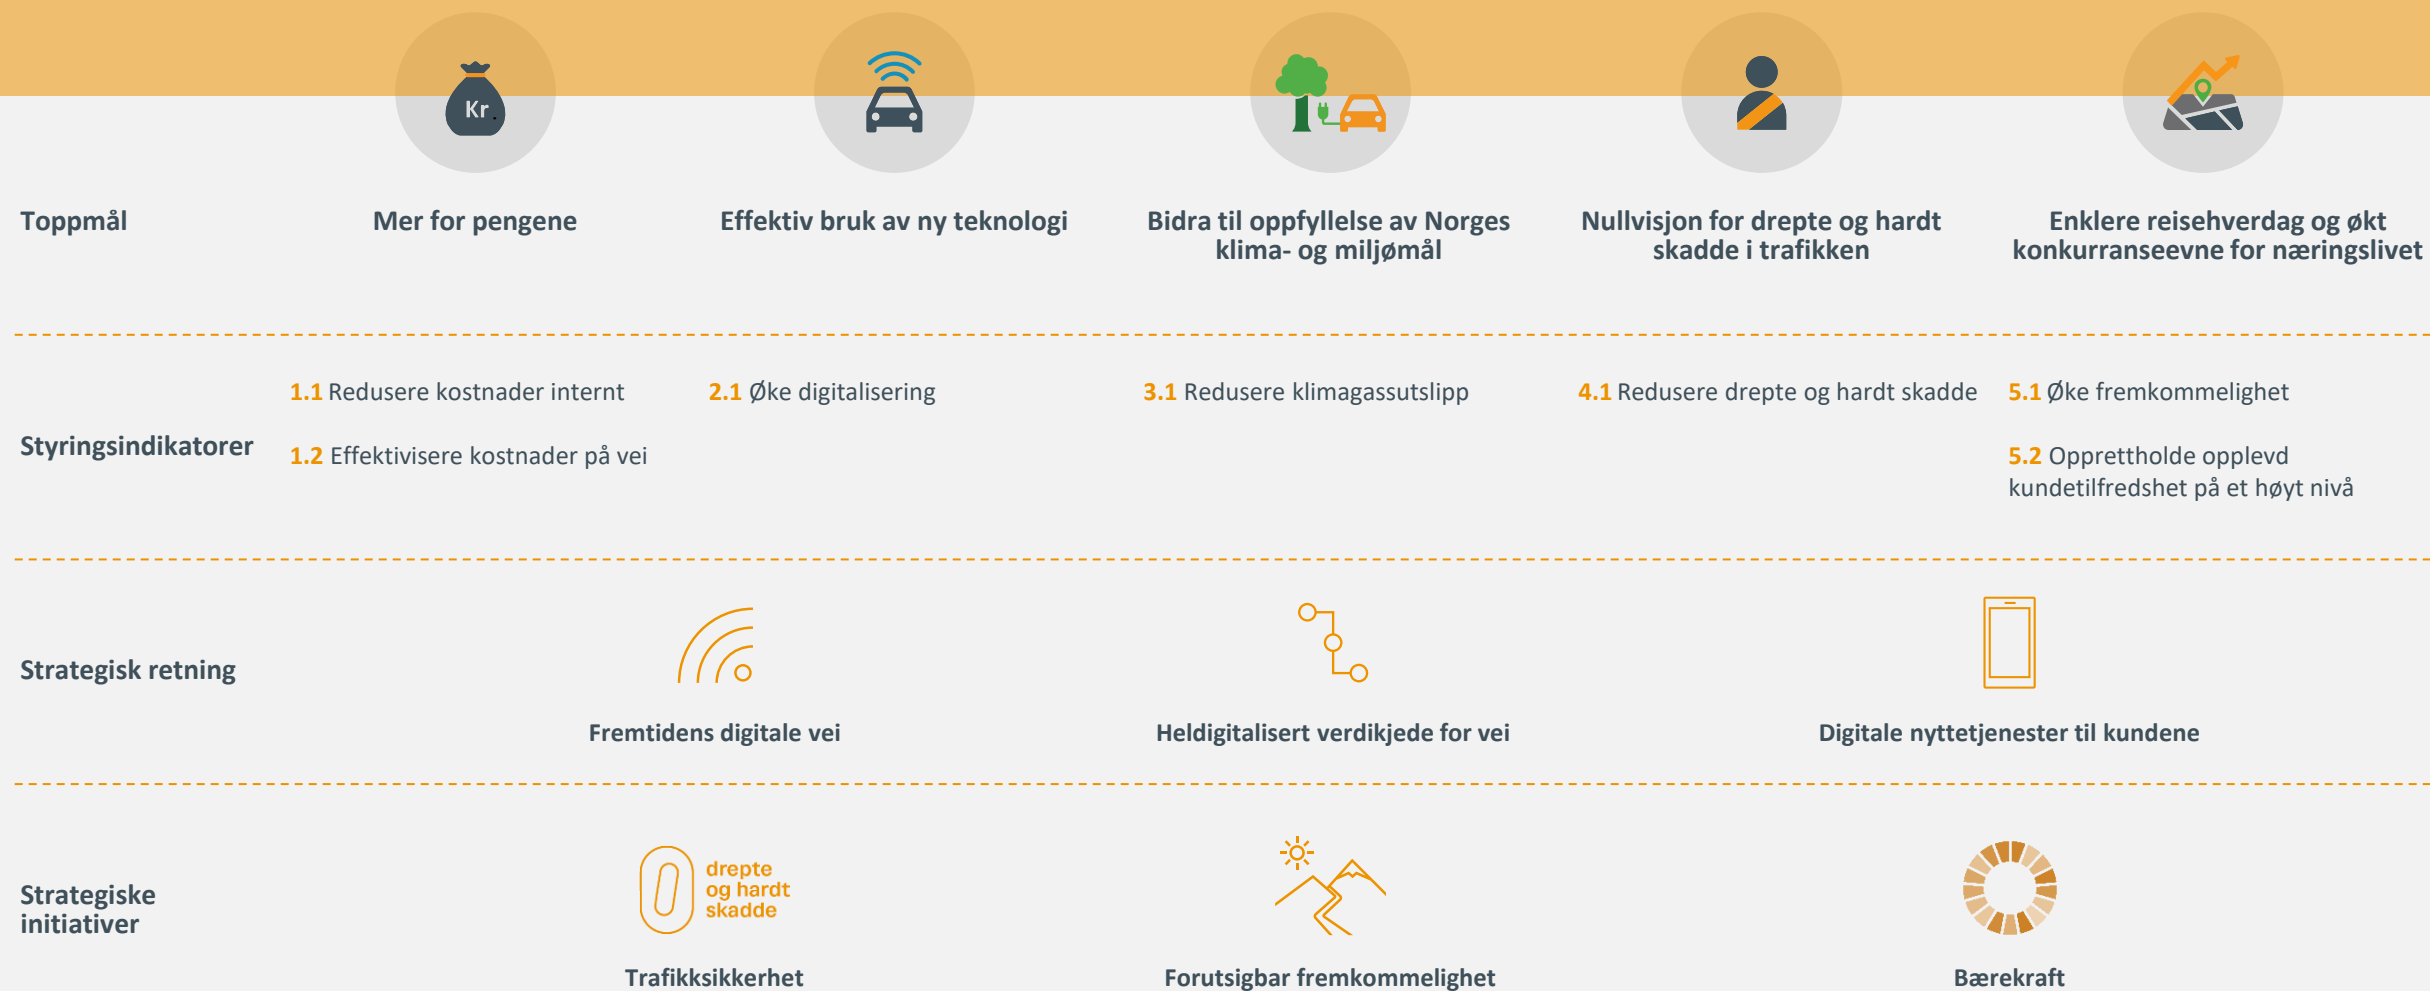 Kr.
Toppmål
Mer for pengene
Effektiv bruk av ny teknologi
Bidra til oppfyllelse av Norges
klima- og miljømål
Nullvisjon for drepte og hardt
skadde i trafikken
Enklere reisehverdag og økt
konkurranseevne for næringslivet
Styringsindikatorer
1.1 Redusere kostnader internt
1.2 Effektivisere kostnader på vei
2.1 Øke digitalisering
3.1 Redusere klimagassutslipp
4.1 Redusere drepte og hardt skadde
5.1 Øke fremkommelighet
5.2 Opprettholde opplevd
kundetilfredshet på et høyt nivå
Strategisk retning
Fremtidens digitale vei
Heldigitalisert verdikjede for vei
Digitale nyttetjenester til kundene
Strategiske
initiativer
0
drepte
og hardt
skadde
Trafikksikkerhet
Forutsigbar fremkommelighet
Bærekraft